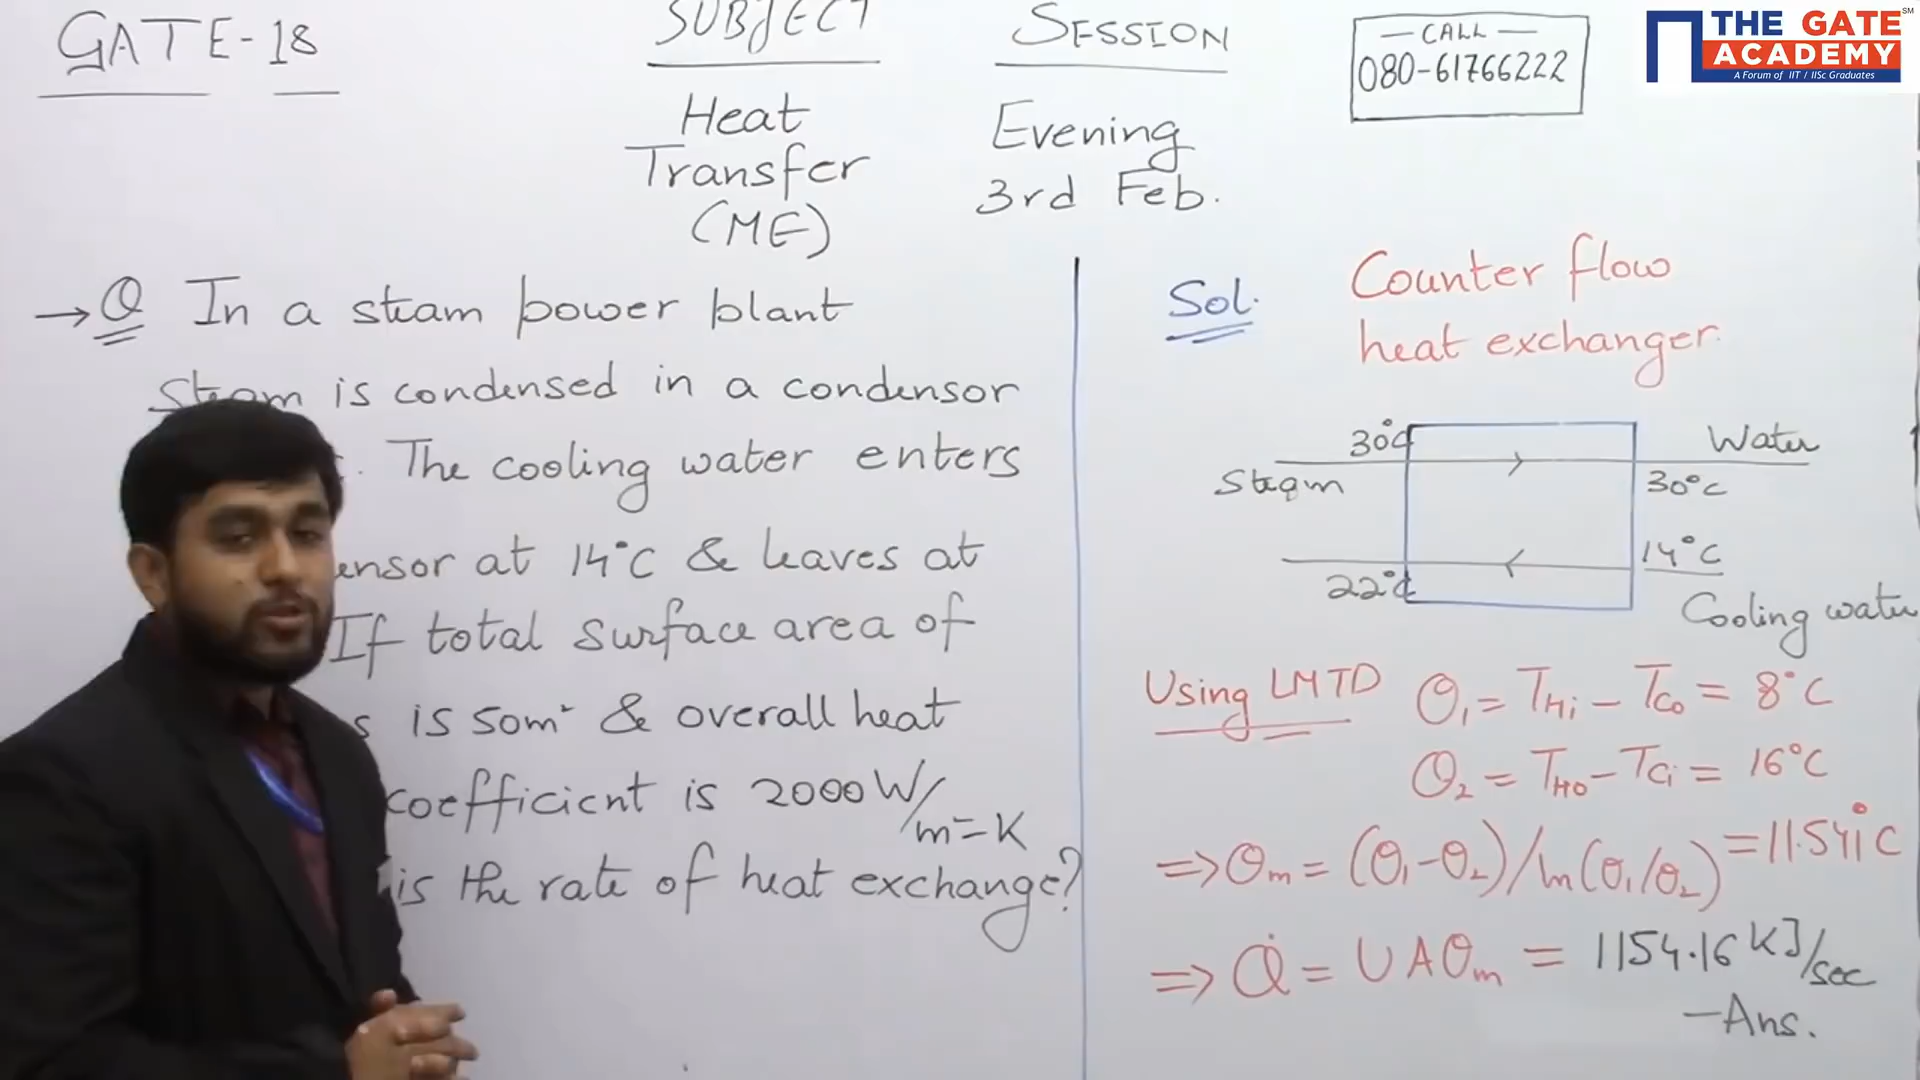 GATE-18
SUBJECT
Heat
Transfer
(ME)
SESSION
Evening
3rd Feb.
— CALL —
080-61766222
THE GATE
ACADEMY
SM
A Forum of IIT / IISc Graduates
→ Q In a steam power plant
Steam is condensed in a condensor
. The cooling water enters
ensor at 14°C & leaves at
If total surface area of
s is 50m² & overall heat
coefficient is 2000 W/
m²-K
is the rate of heat exchange?
Sol.
Counter flow
heat exchanger.
30°C
Water
Steam
30°C
14°C
22°C
Cooling water
Using LMTD θ₁ = THi - Tco = 8°C
θ₂ = THo - Tci = 16°C
⇒ θm = (θ₁-θ₂)/ln(θ₁/θ₂) = 11.541°C
⇒ Q̇ = UAθm = 1154.16 KJ/sec
- Ans.